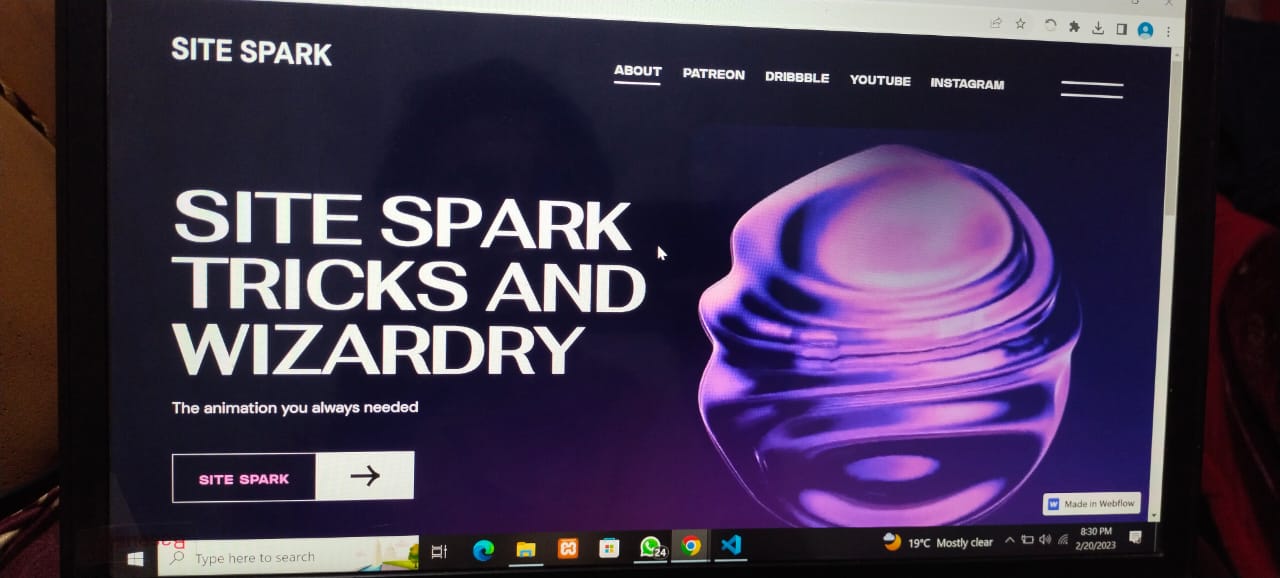 SITE SPARK
ABOUT PATREON DRIBBBLE YOUTUBE INSTAGRAM
SITE SPARK
TRICKS AND
WIZARDRY
The animation you always needed
SITE SPARK
Made in Webflow
Type here to search
24
19°C Mostly clear
8:30 PM
2/20/2023